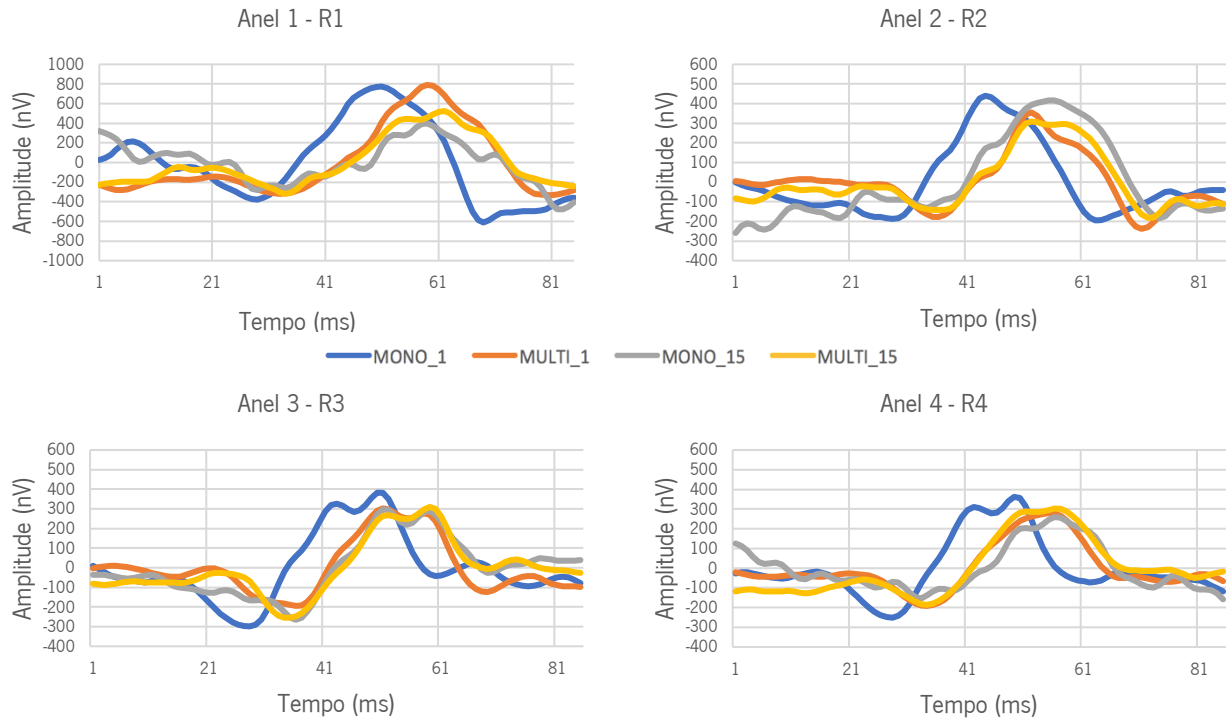 Anel 1 - R1
Amplitude (nV)
1000
800
600
400
200
0
-200
-400
-600
-800
-1000
1 21 41 61 81
Tempo (ms)
Anel 2 - R2
Amplitude (nV)
600
500
400
300
200
100
0
-100
-200
-300
-400
1 21 41 61 81
Tempo (ms)
MONO_1 MULTI_1 MONO_15 MULTI_15
Anel 3 - R3
Amplitude (nV)
600
500
400
300
200
100
0
-100
-200
-300
-400
1 21 41 61 81
Tempo (ms)
Anel 4 - R4
Amplitude (nV)
600
500
400
300
200
100
0
-100
-200
-300
-400
1 21 41 61 81
Tempo (ms)